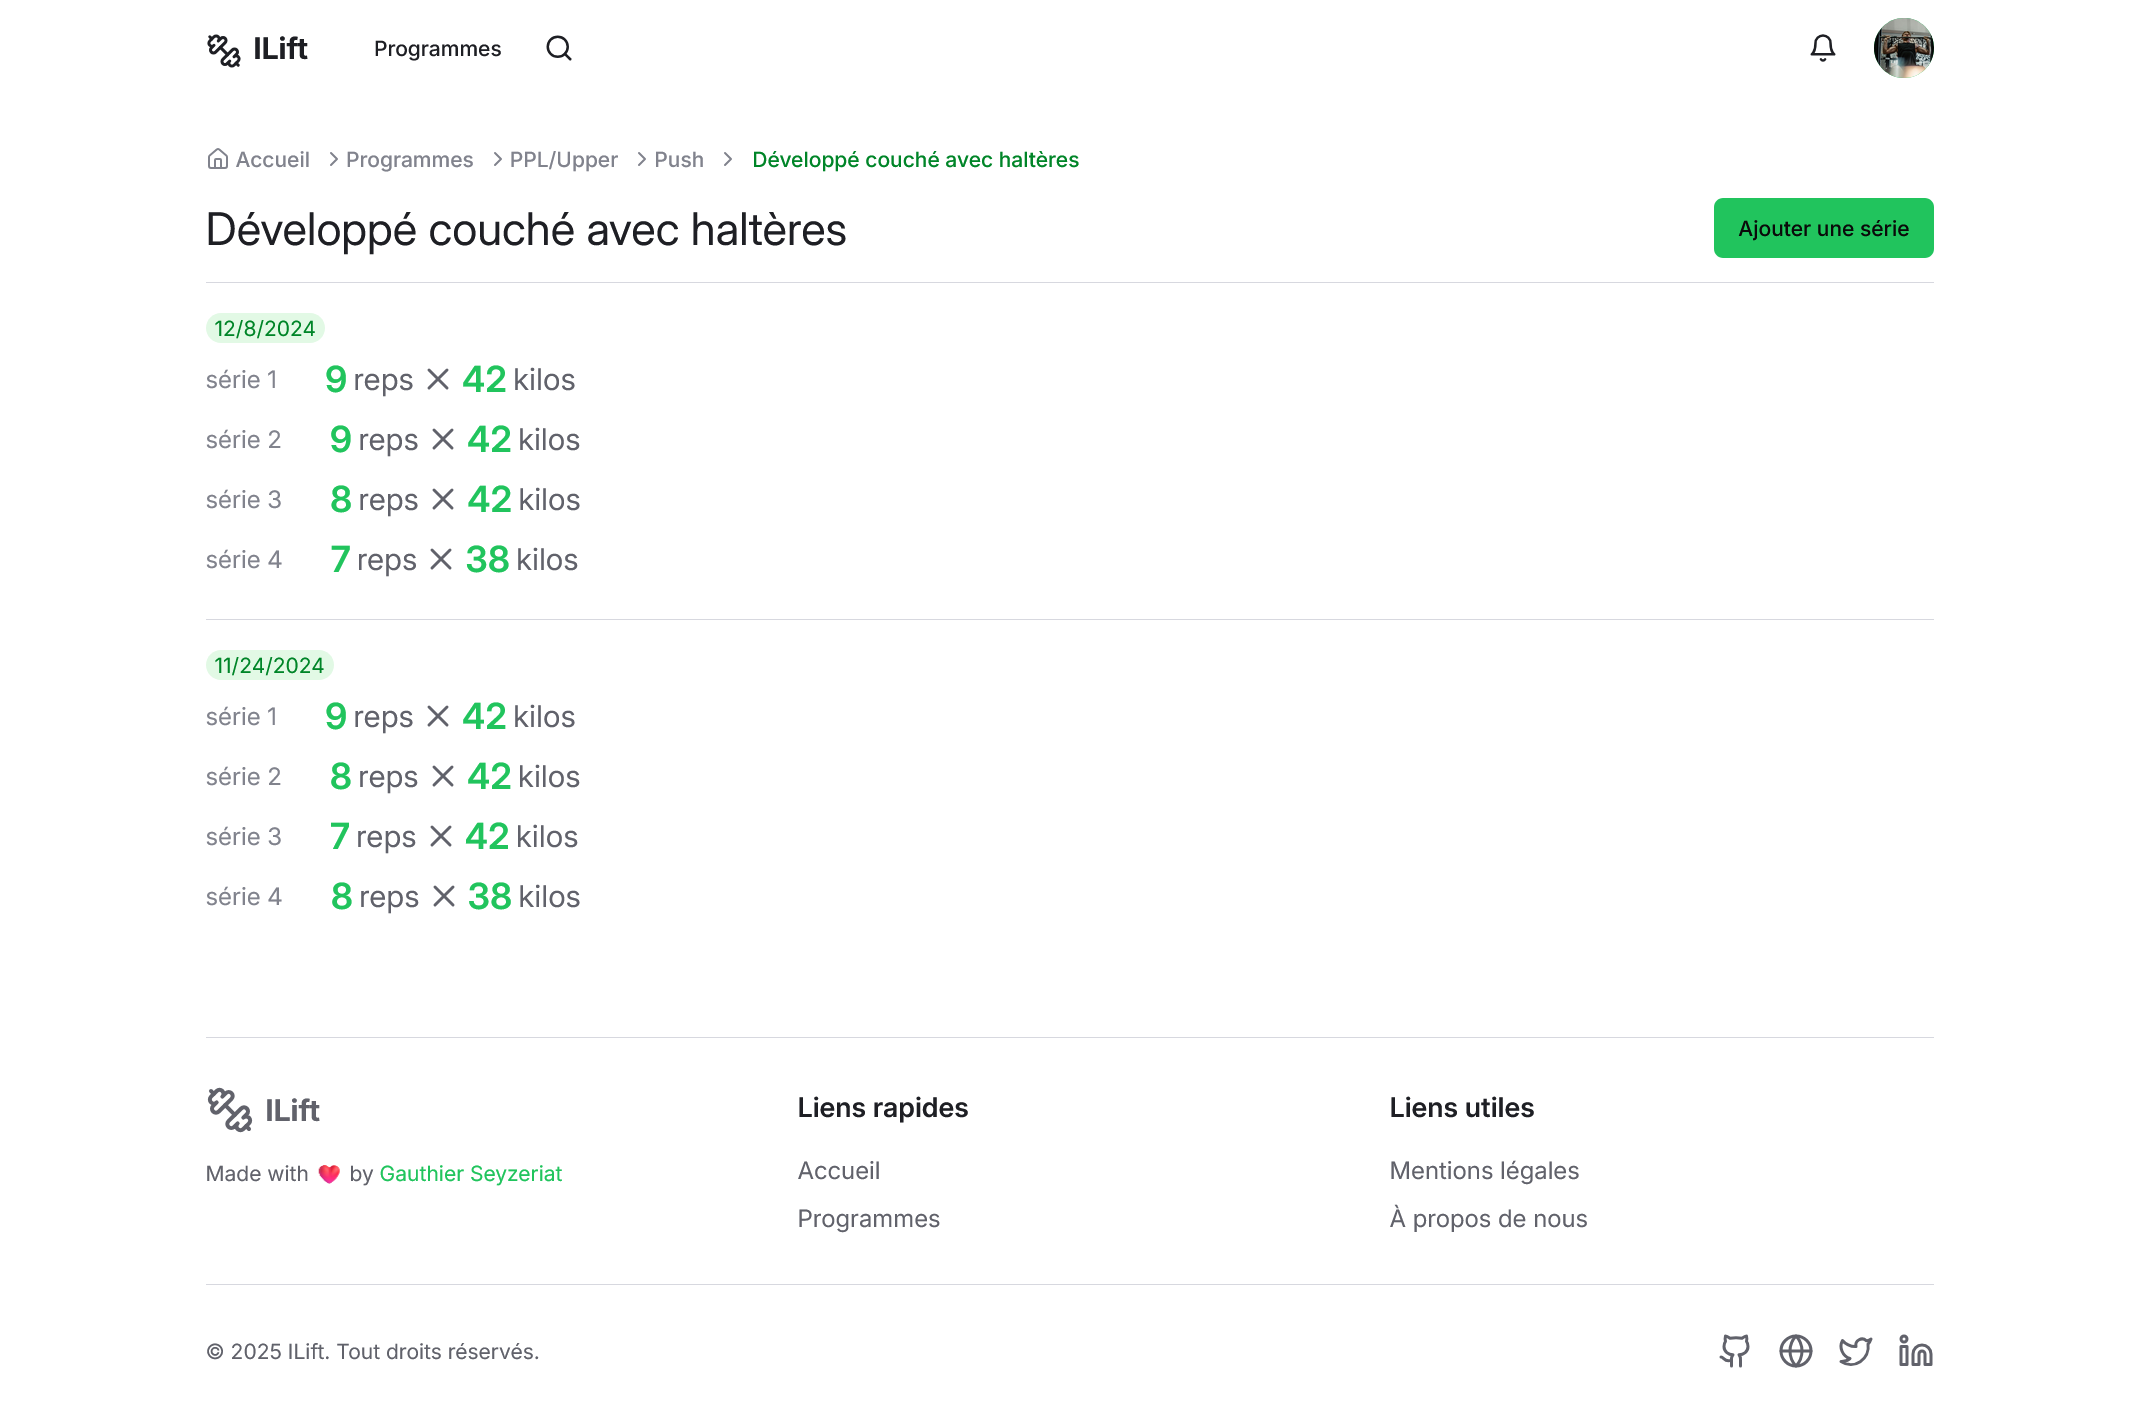 ILift
Programmes
Accueil > Programmes > PPL/Upper > Push > Développé couché avec haltères
Développé couché avec haltères
Ajouter une série
12/8/2024
série 1 9 reps × 42 kilos
série 2 9 reps × 42 kilos
série 3 8 reps × 42 kilos
série 4 7 reps × 38 kilos
11/24/2024
série 1 9 reps × 42 kilos
série 2 8 reps × 42 kilos
série 3 7 reps × 42 kilos
série 4 8 reps × 38 kilos
ILift
Made with ❤️ by Gauthier Seyzeriat
Liens rapides
Accueil
Programmes
Liens utiles
Mentions légales
À propos de nous
© 2025 ILift. Tout droits réservés.